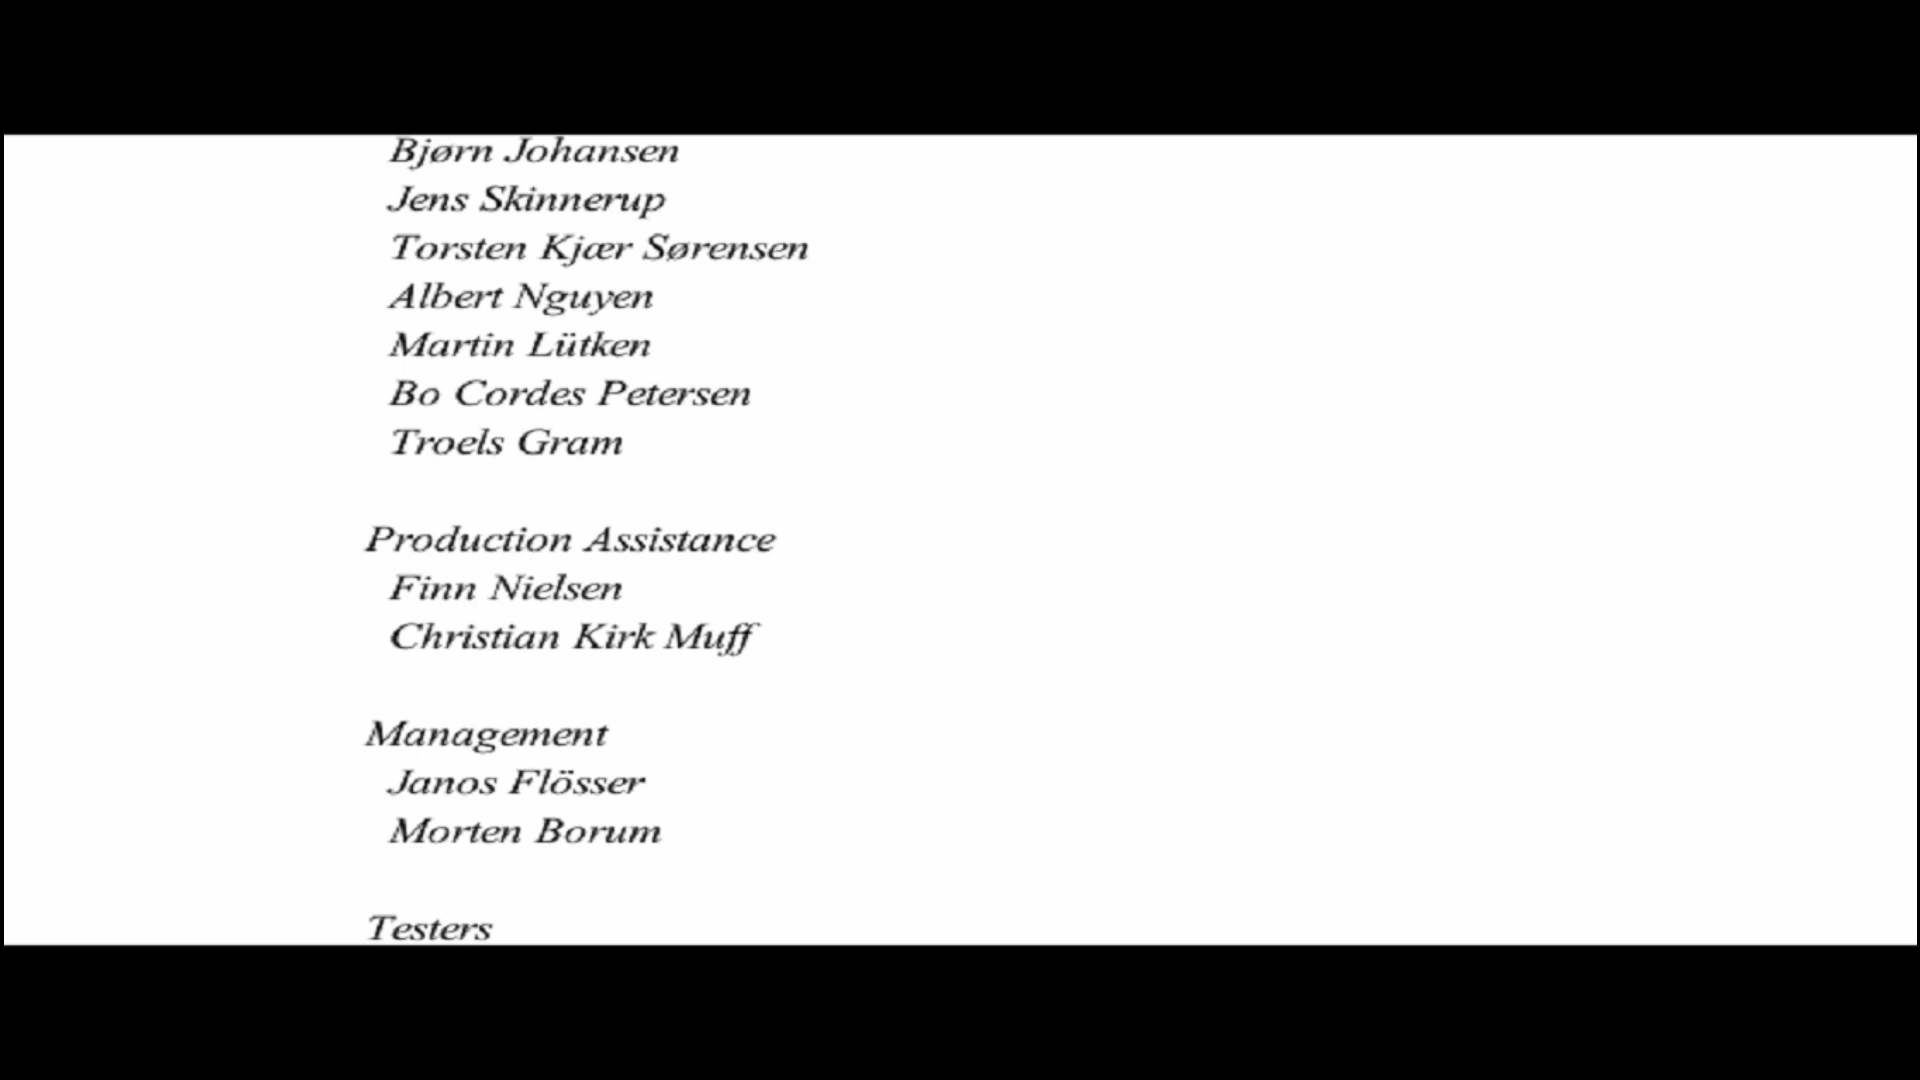 Bjørn Johansen
Jens Skinnerup
Torsten Kjær Sørensen
Albert Nguyen
Martin Lütken
Bo Cordes Petersen
Troels Gram
Production Assistance
Finn Nielsen
Christian Kirk Muff
Management
Janos Flösser
Morten Borum
Testers